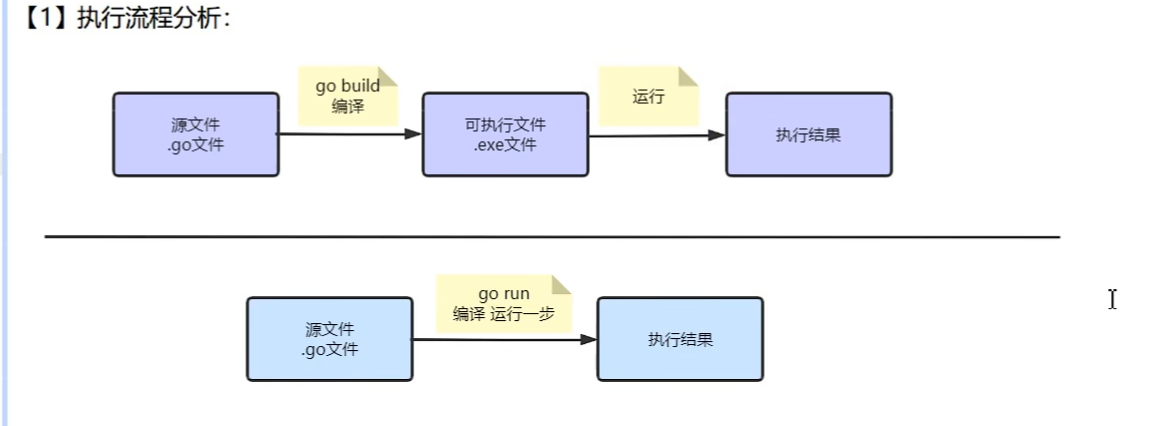 【1】执行流程分析：
go build
编译
运行
源文件
.go文件
可执行文件
.exe文件
执行结果
go run
编译 运行一步
源文件
.go文件
执行结果